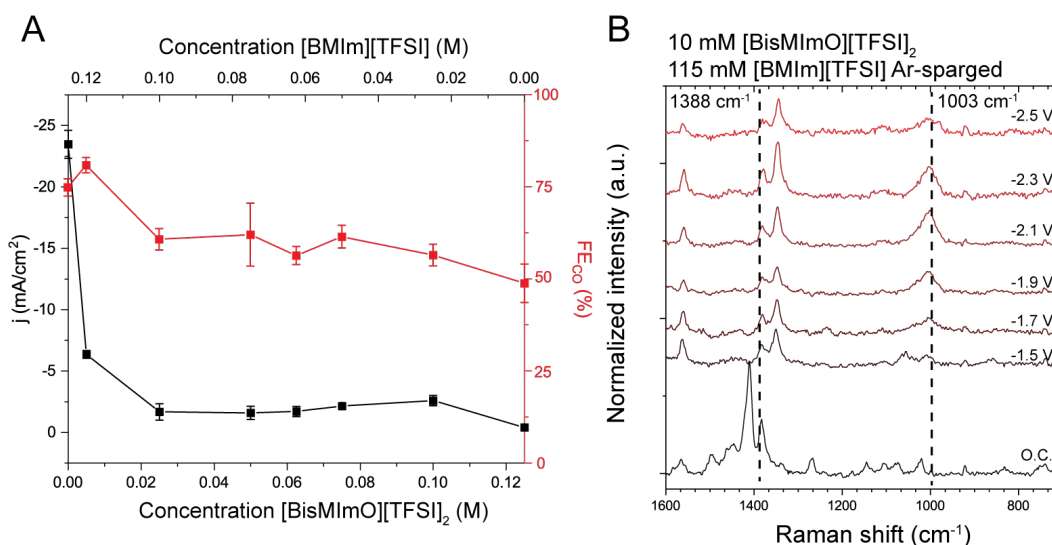 A
Concentration [BMIm][TFSI] (M)
0.12 0.10 0.08 0.06 0.04 0.02 0.00
-25
-20
-15
-10
-5
0
j (mA/cm²)
100
75
50
25
0
FE_CO (%)
0.00 0.02 0.04 0.06 0.08 0.10 0.12
Concentration [BisMImO][TFSI]₂ (M)
B
10 mM [BisMImO][TFSI]₂
115 mM [BMIm][TFSI] Ar-sparged
1388 cm⁻¹ 1003 cm⁻¹
-2.5 V
-2.3 V
-2.1 V
-1.9 V
-1.7 V
-1.5 V
O.C.
Normalized intensity (a.u.)
1600 1400 1200 1000 800
Raman shift (cm⁻¹)